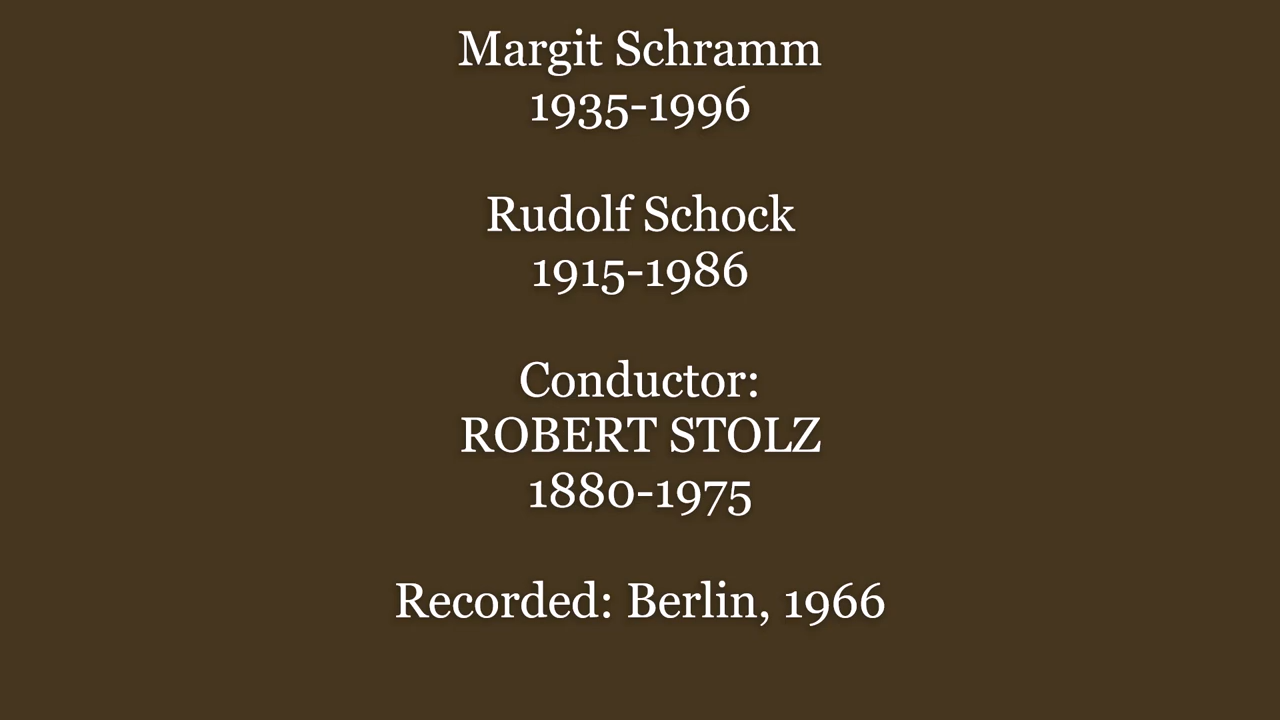 Margit Schramm
1935-1996
Rudolf Schock
1915-1986
Conductor:
ROBERT STOLZ
1880-1975
Recorded: Berlin, 1966